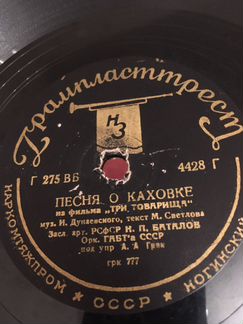 Грампласттрест
НЗ
Г 275 ВБ 4428 Г
ПЕСНЯ О КАХОВКЕ
из фильма „ТРИ ТОВАРИЩА"
муз. И. Дунаевского, текст М. Светлова
Засл. арт. РСФСР Н. П. БАТАЛОВ
Орк. ГАБТ'а СССР
под упр А. А Гинн
грк 777
НАРКОМТЯЖПРОМ ★ СССР ★ НОГИНСКИЙ